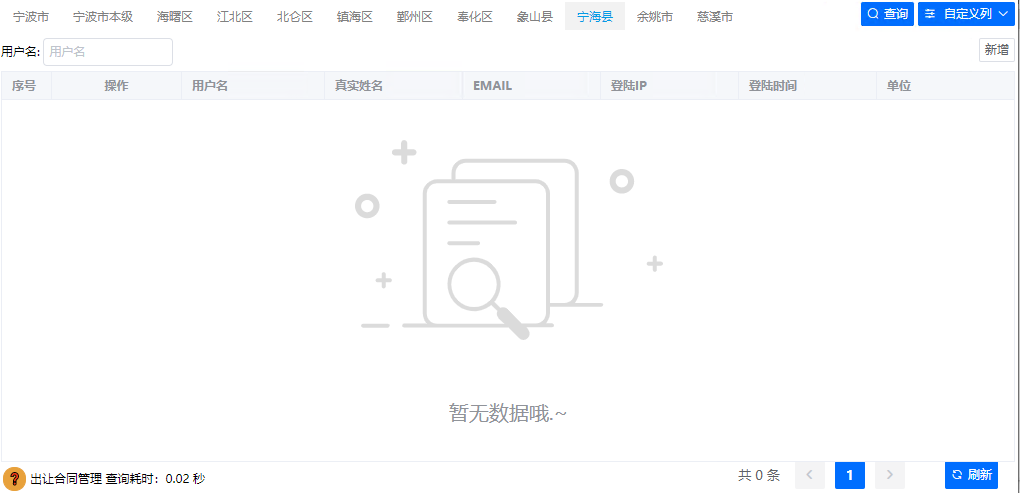 宁波市 宁波市本级 海曙区 江北区 北仑区 镇海区 鄞州区 奉化区 象山县 宁海县 余姚市 慈溪市 查询 自定义列
用户名: 用户名 新增
序号 操作 用户名 真实姓名 EMAIL 登陆IP 登陆时间 单位
暂无数据哦.~
出让合同管理 查询耗时：0.02 秒 共 0 条 1 刷新